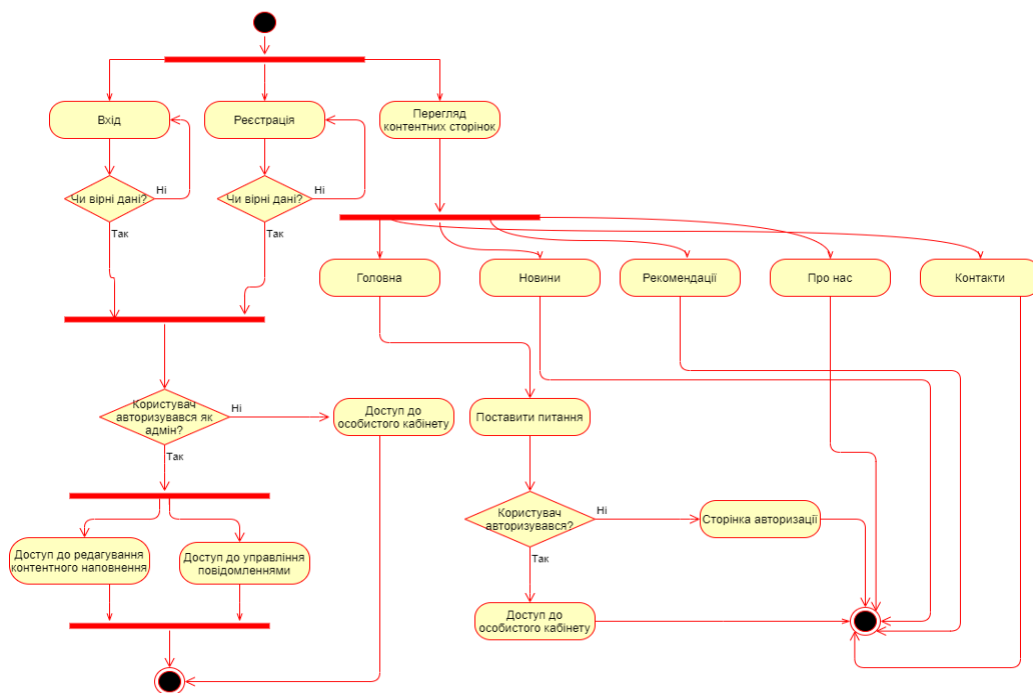 Вхід
Реєстрація
Перегляд
контентних сторінок
Чи вірні дані?
Ні
Чи вірні дані?
Ні
Так
Так
Головна
Новини
Рекомендації
Про нас
Контакти
Користувач
авторизувався як
адмін?
Ні
Доступ до
особистого кабінету
Поставити питання
Так
Користувач
авторизувався?
Ні
Сторінка авторизації
Доступ до редагування
контентного наповнення
Доступ до управління
повідомленнями
Так
Доступ до
особистого кабінету